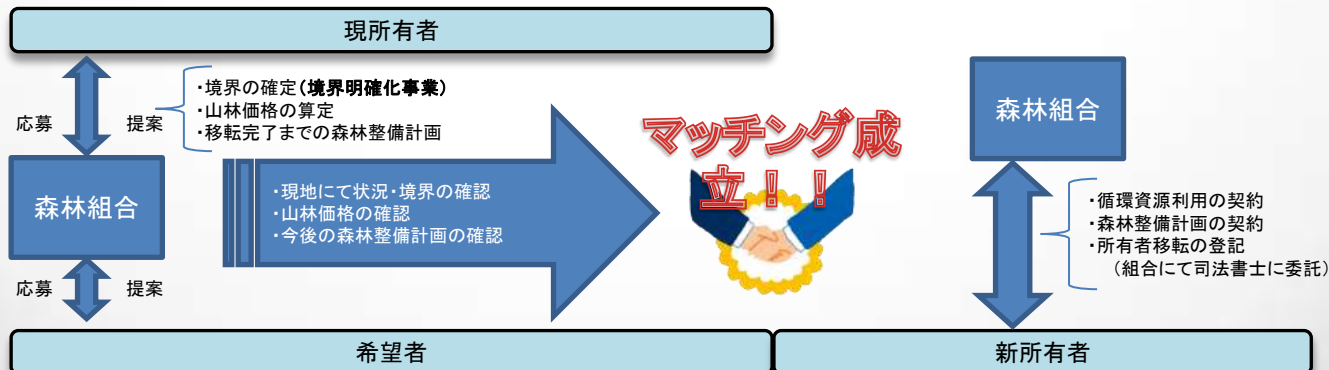 現所有者
応募
提案
・境界の確定(境界明確化事業)
・山林価格の算定
・移転完了までの森林整備計画
森林組合
・現地にて状況・境界の確認
・山林価格の確認
・今後の森林整備計画の確認
応募
提案
希望者
マッチング成
立！！
森林組合
・循環資源利用の契約
・森林整備計画の契約
・所有者移転の登記
（組合にて司法書士に委託）
新所有者